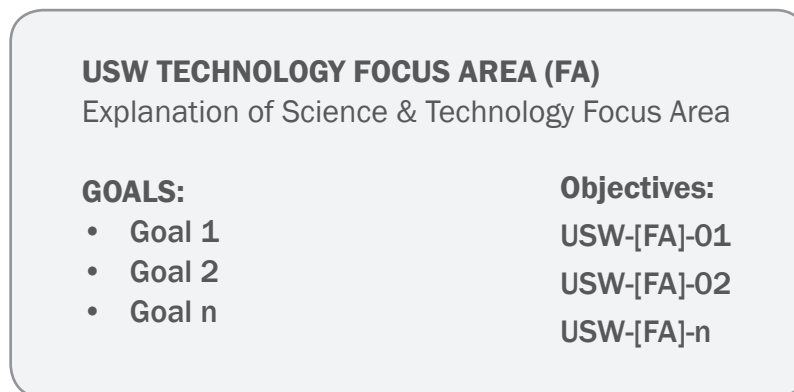 USW TECHNOLOGY FOCUS AREA (FA)
Explanation of Science & Technology Focus Area
GOALS:
• Goal 1
• Goal 2
• Goal n
Objectives:
USW-[FA]-01
USW-[FA]-02
USW-[FA]-n